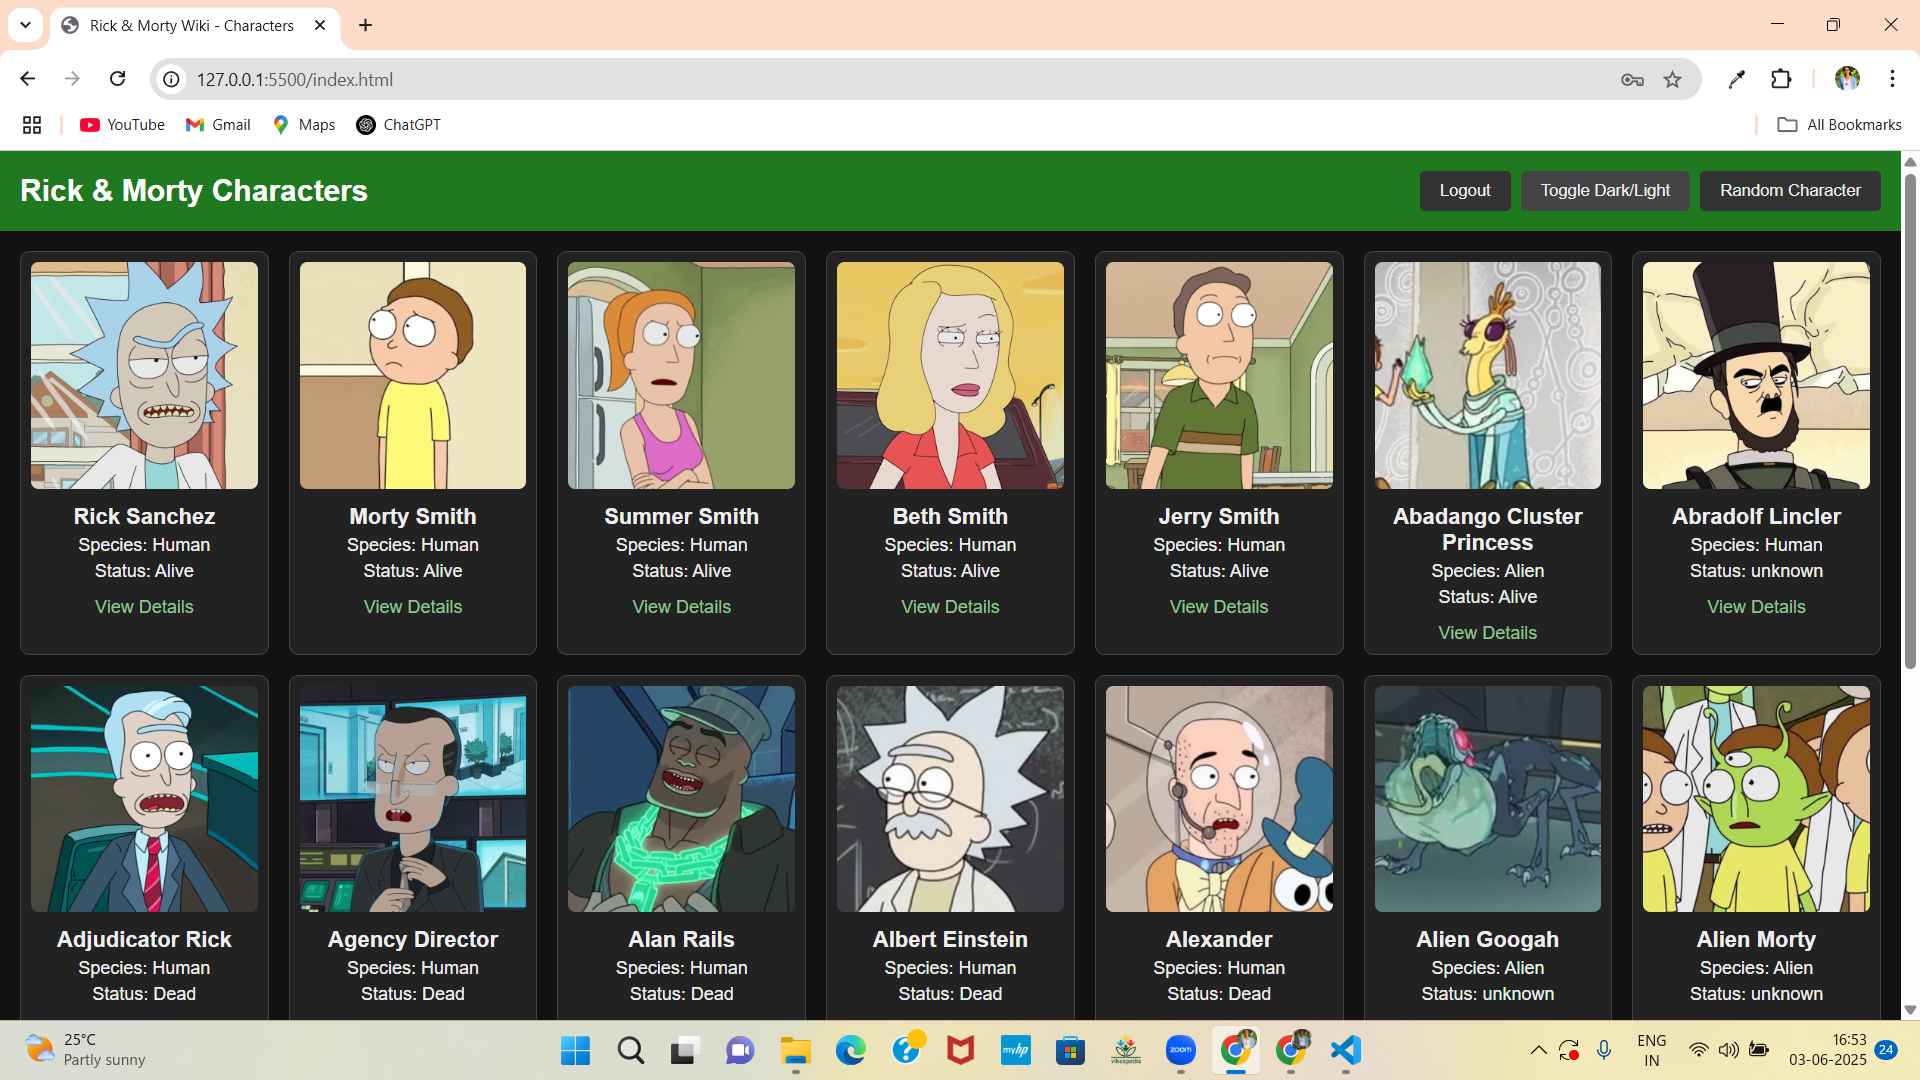 Rick & Morty Wiki - Characters
127.0.0.1:5500/index.html
YouTube Gmail Maps ChatGPT All Bookmarks
Rick & Morty Characters Logout Toggle Dark/Light Random Character
Rick Sanchez
Species: Human
Status: Alive
View Details
Morty Smith
Species: Human
Status: Alive
View Details
Summer Smith
Species: Human
Status: Alive
View Details
Beth Smith
Species: Human
Status: Alive
View Details
Jerry Smith
Species: Human
Status: Alive
View Details
Abadango Cluster
Princess
Species: Alien
Status: Alive
View Details
Abradolf Lincler
Species: Human
Status: unknown
View Details
Adjudicator Rick
Species: Human
Status: Dead
Agency Director
Species: Human
Status: Dead
Alan Rails
Species: Human
Status: Dead
Albert Einstein
Species: Human
Status: Dead
Alexander
Species: Human
Status: Dead
Alien Googah
Species: Alien
Status: unknown
Alien Morty
Species: Alien
Status: unknown
25°C
Partly sunny
myhp
vikaspedia
zoom
ENG
IN
16:53
03-06-2025
24